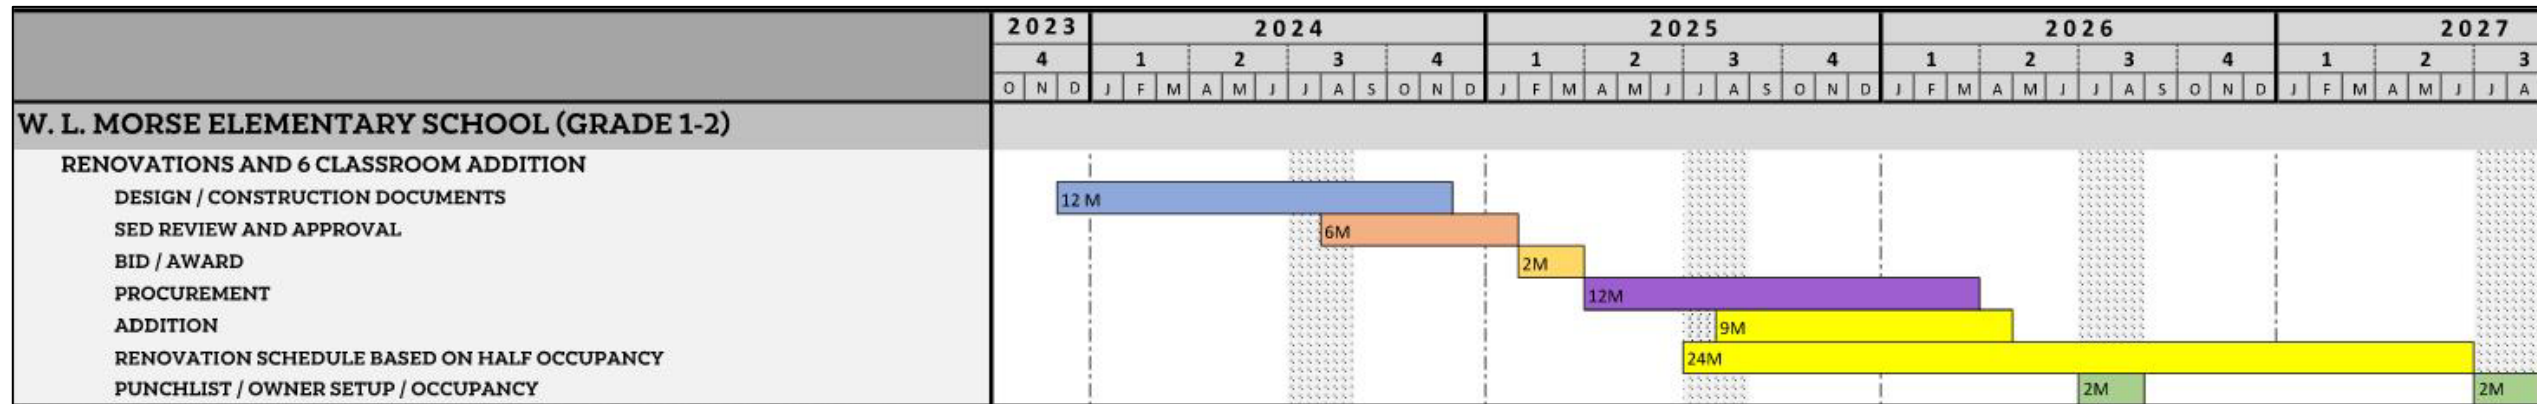 2023 2024 2025 2026 2027
4 1 2 3 4 1 2 3 4 1 2 3 4 1 2 3
O N D J F M A M J J A S O N D J F M A M J J A S O N D J F M A M J J A S O N D J F M A M J J A
W. L. MORSE ELEMENTARY SCHOOL (GRADE 1-2)
RENOVATIONS AND 6 CLASSROOM ADDITION
DESIGN / CONSTRUCTION DOCUMENTS 12 M
SED REVIEW AND APPROVAL 6M
BID / AWARD 2M
PROCUREMENT 12M
ADDITION 9M
RENOVATION SCHEDULE BASED ON HALF OCCUPANCY 24M
PUNCHLIST / OWNER SETUP / OCCUPANCY 2M 2M